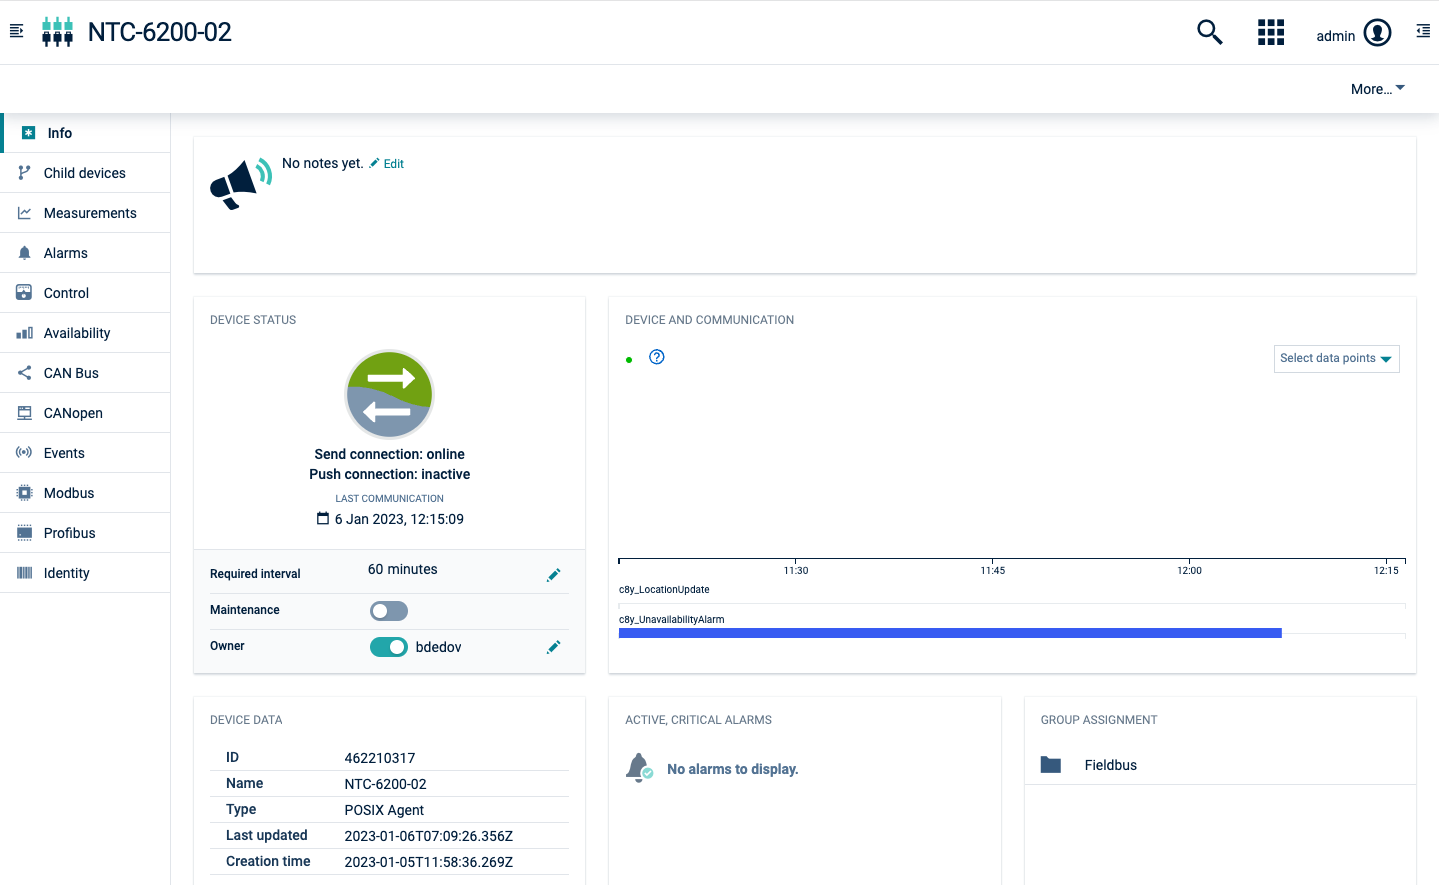 NTC-6200-02
admin
More...
Info
Child devices
Measurements
Alarms
Control
Availability
CAN Bus
CANopen
Events
Modbus
Profibus
Identity
No notes yet. Edit
DEVICE STATUS
Send connection: online
Push connection: inactive
LAST COMMUNICATION
6 Jan 2023, 12:15:09
Required interval 60 minutes
Maintenance
Owner bdedov
DEVICE AND COMMUNICATION
Select data points
11:30 11:45 12:00 12:15
c8y_LocationUpdate
c8y_UnavailabilityAlarm
DEVICE DATA
ID 462210317
Name NTC-6200-02
Type POSIX Agent
Last updated 2023-01-06T07:09:26.356Z
Creation time 2023-01-05T11:58:36.269Z
ACTIVE, CRITICAL ALARMS
No alarms to display.
GROUP ASSIGNMENT
Fieldbus